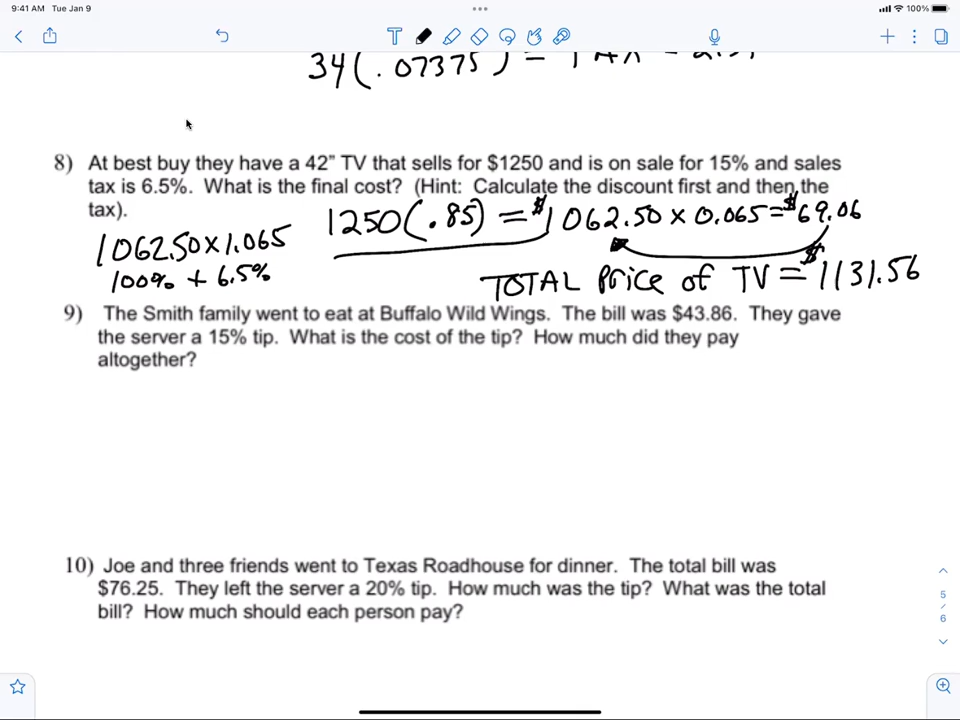 9:41 AM Tue Jan 9
100%
34(.07375) = TAX =
8) At best buy they have a 42" TV that sells for $1250 and is on sale for 15% and sales
tax is 6.5%. What is the final cost? (Hint: Calculate the discount first and then the
tax).
1250(.85) = $1062.50 x 0.065=$69.06
1062.50x1.065
100% + 6.5%
TOTAL Price of TV = $1131.56
9) The Smith family went to eat at Buffalo Wild Wings. The bill was $43.86. They gave
the server a 15% tip. What is the cost of the tip? How much did they pay
altogether?
10) Joe and three friends went to Texas Roadhouse for dinner. The total bill was
$76.25. They left the server a 20% tip. How much was the tip? What was the total
bill? How much should each person pay?
5
/
6